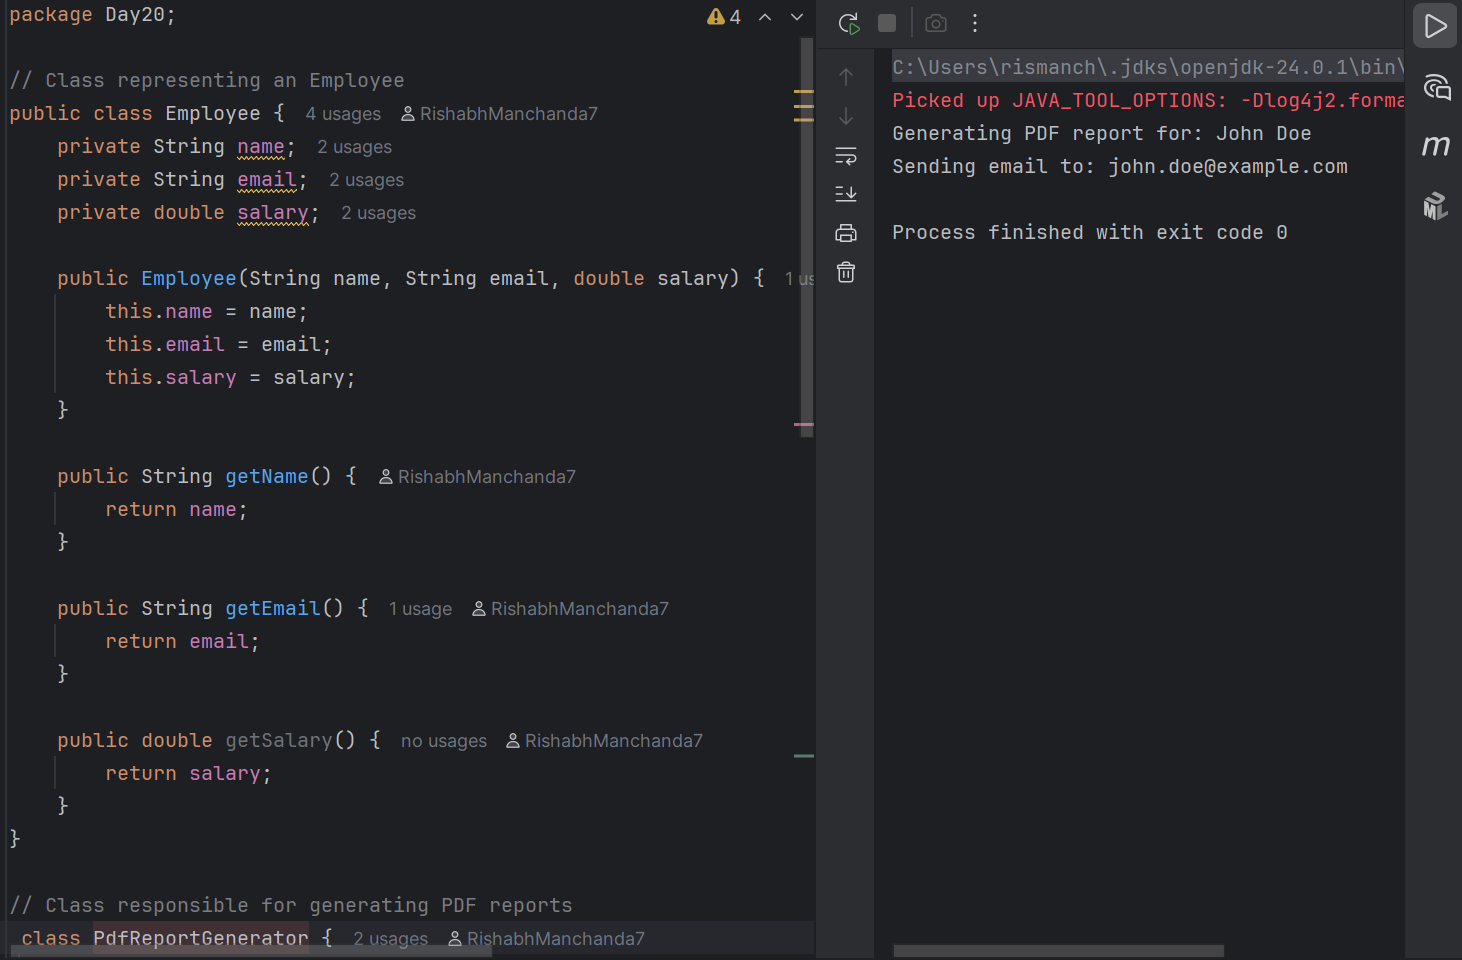 package Day20;
4
// Class representing an Employee
public class Employee { 4 usages RishabhManchanda7
private String name; 2 usages
private String email; 2 usages
private double salary; 2 usages
public Employee(String name, String email, double salary) { 1 us
this.name = name;
this.email = email;
this.salary = salary;
}
public String getName() { RishabhManchanda7
return name;
}
public String getEmail() { 1 usage RishabhManchanda7
return email;
}
public double getSalary() { no usages RishabhManchanda7
return salary;
}
}
// Class responsible for generating PDF reports
class PdfReportGenerator { 2 usages RishabhManchanda7
C:\Users\rismanch\.jdks\openjdk-24.0.1\bin\
Picked up JAVA_TOOL_OPTIONS: -Dlog4j2.forma
Generating PDF report for: John Doe
Sending email to: john.doe@example.com
Process finished with exit code 0
m
UML